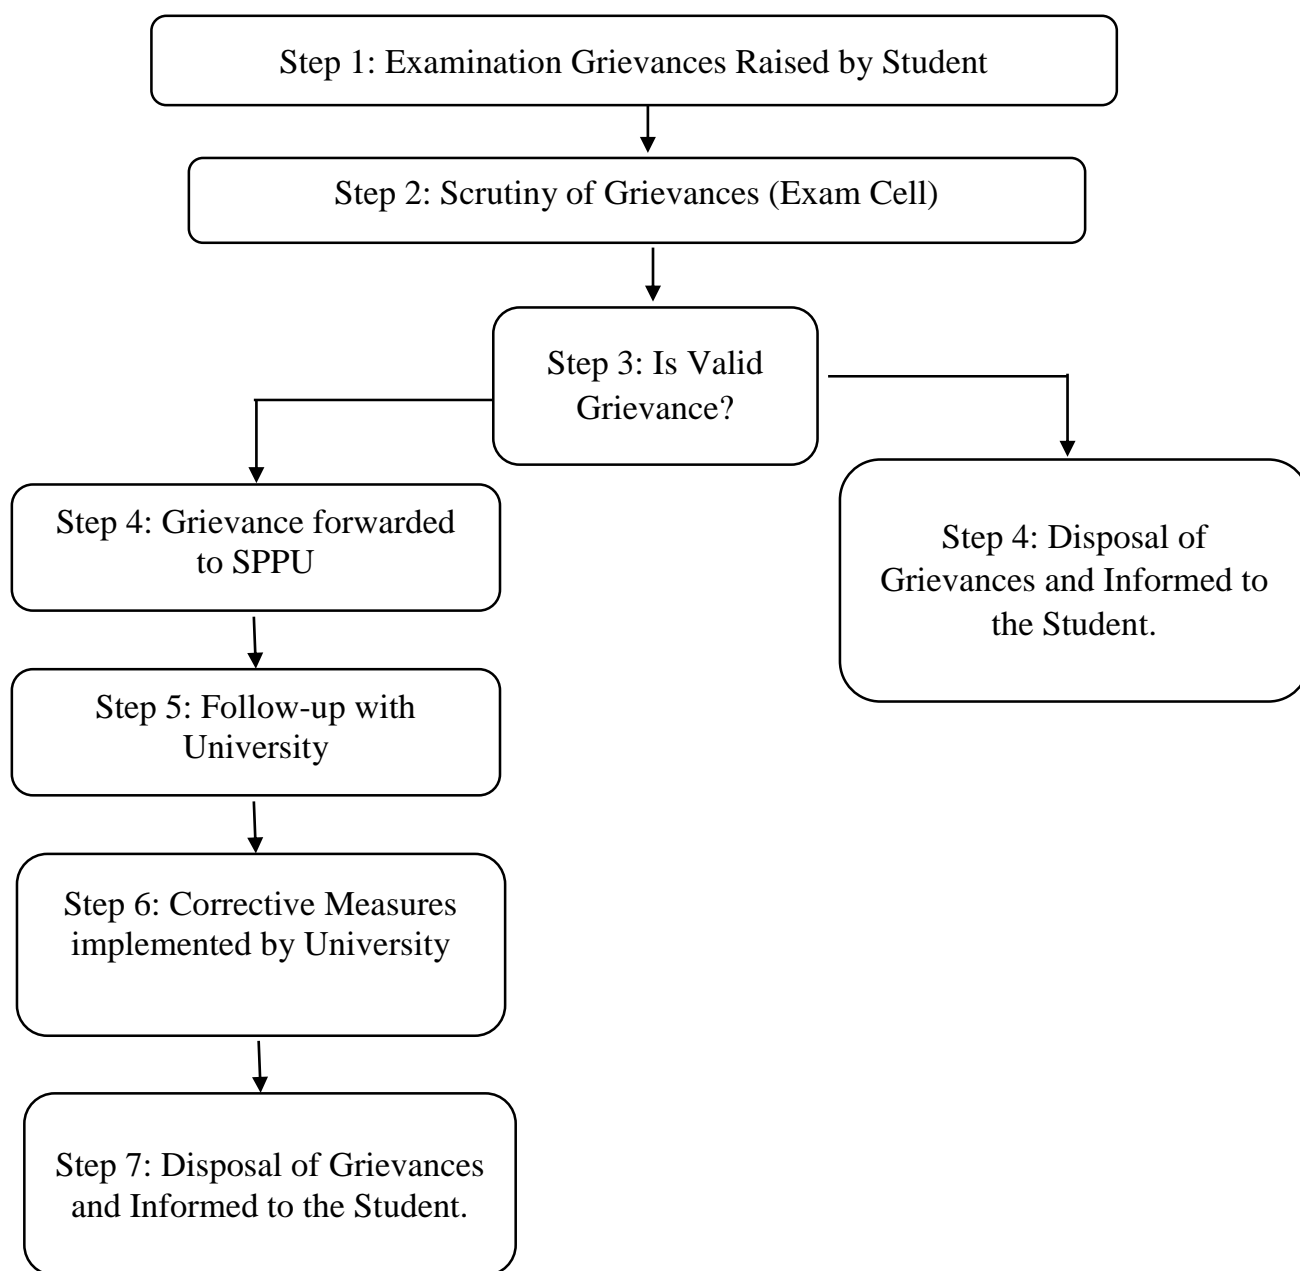 Step 1: Examination Grievances Raised by Student
Step 2: Scrutiny of Grievances (Exam Cell)
Step 3: Is Valid
Grievance?
Step 4: Grievance forwarded
to SPPU
Step 4: Disposal of
Grievances and Informed to
the Student.
Step 5: Follow-up with
University
Step 6: Corrective Measures
implemented by University
Step 7: Disposal of Grievances
and Informed to the Student.